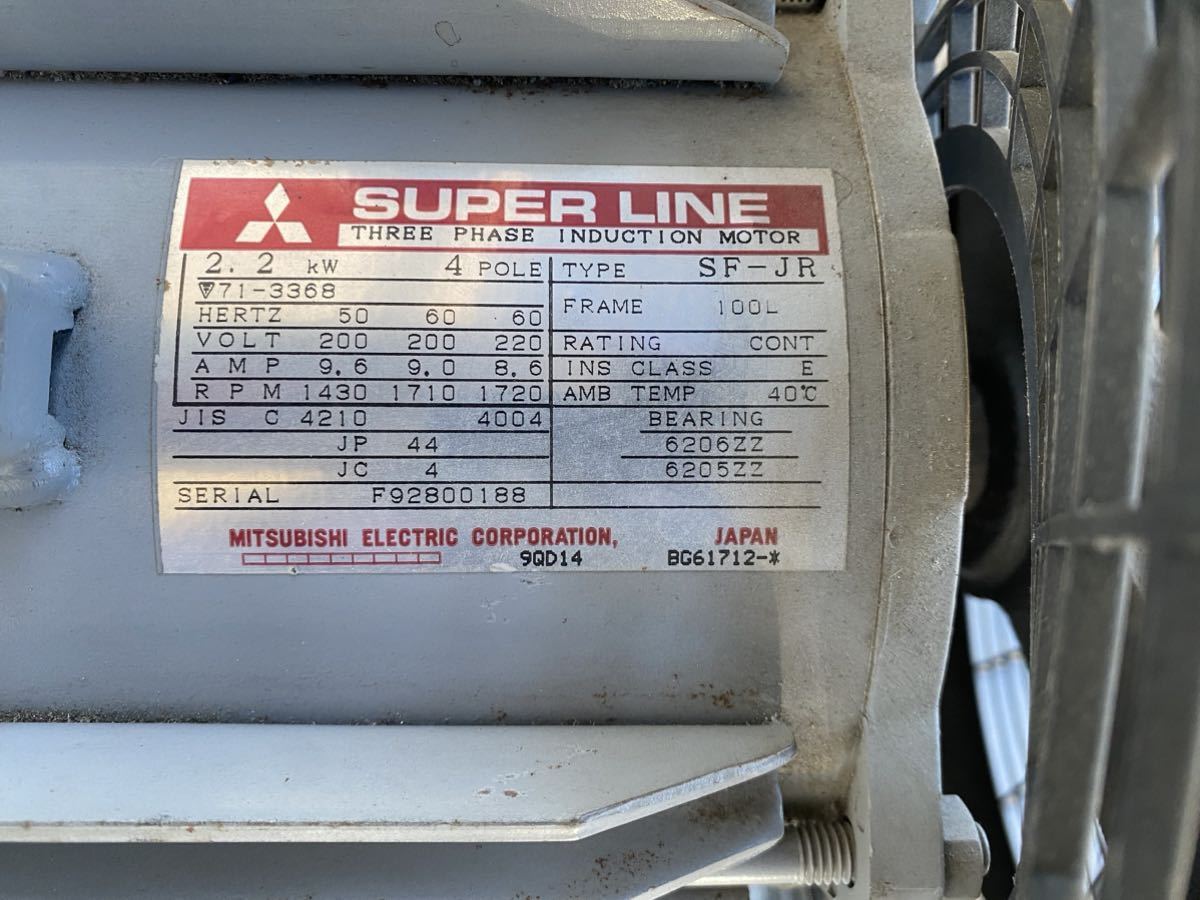 SUPER LINE
THREE PHASE INDUCTION MOTOR
2.2 kW 4 POLE
71-3368
HERTZ 50 60 60
VOLT 200 200 220
AMP 9.6 9.0 8.6
RPM 1430 1710 1720
JIS C 4210 4004
JP 44
JC 4
SERIAL F92800188
TYPE SF-JR
FRAME 100L
RATING CONT
INS CLASS E
AMB TEMP 40℃
BEARING
6206ZZ
6205ZZ
MITSUBISHI ELECTRIC CORPORATION, JAPAN
9QD14 BG61712-*